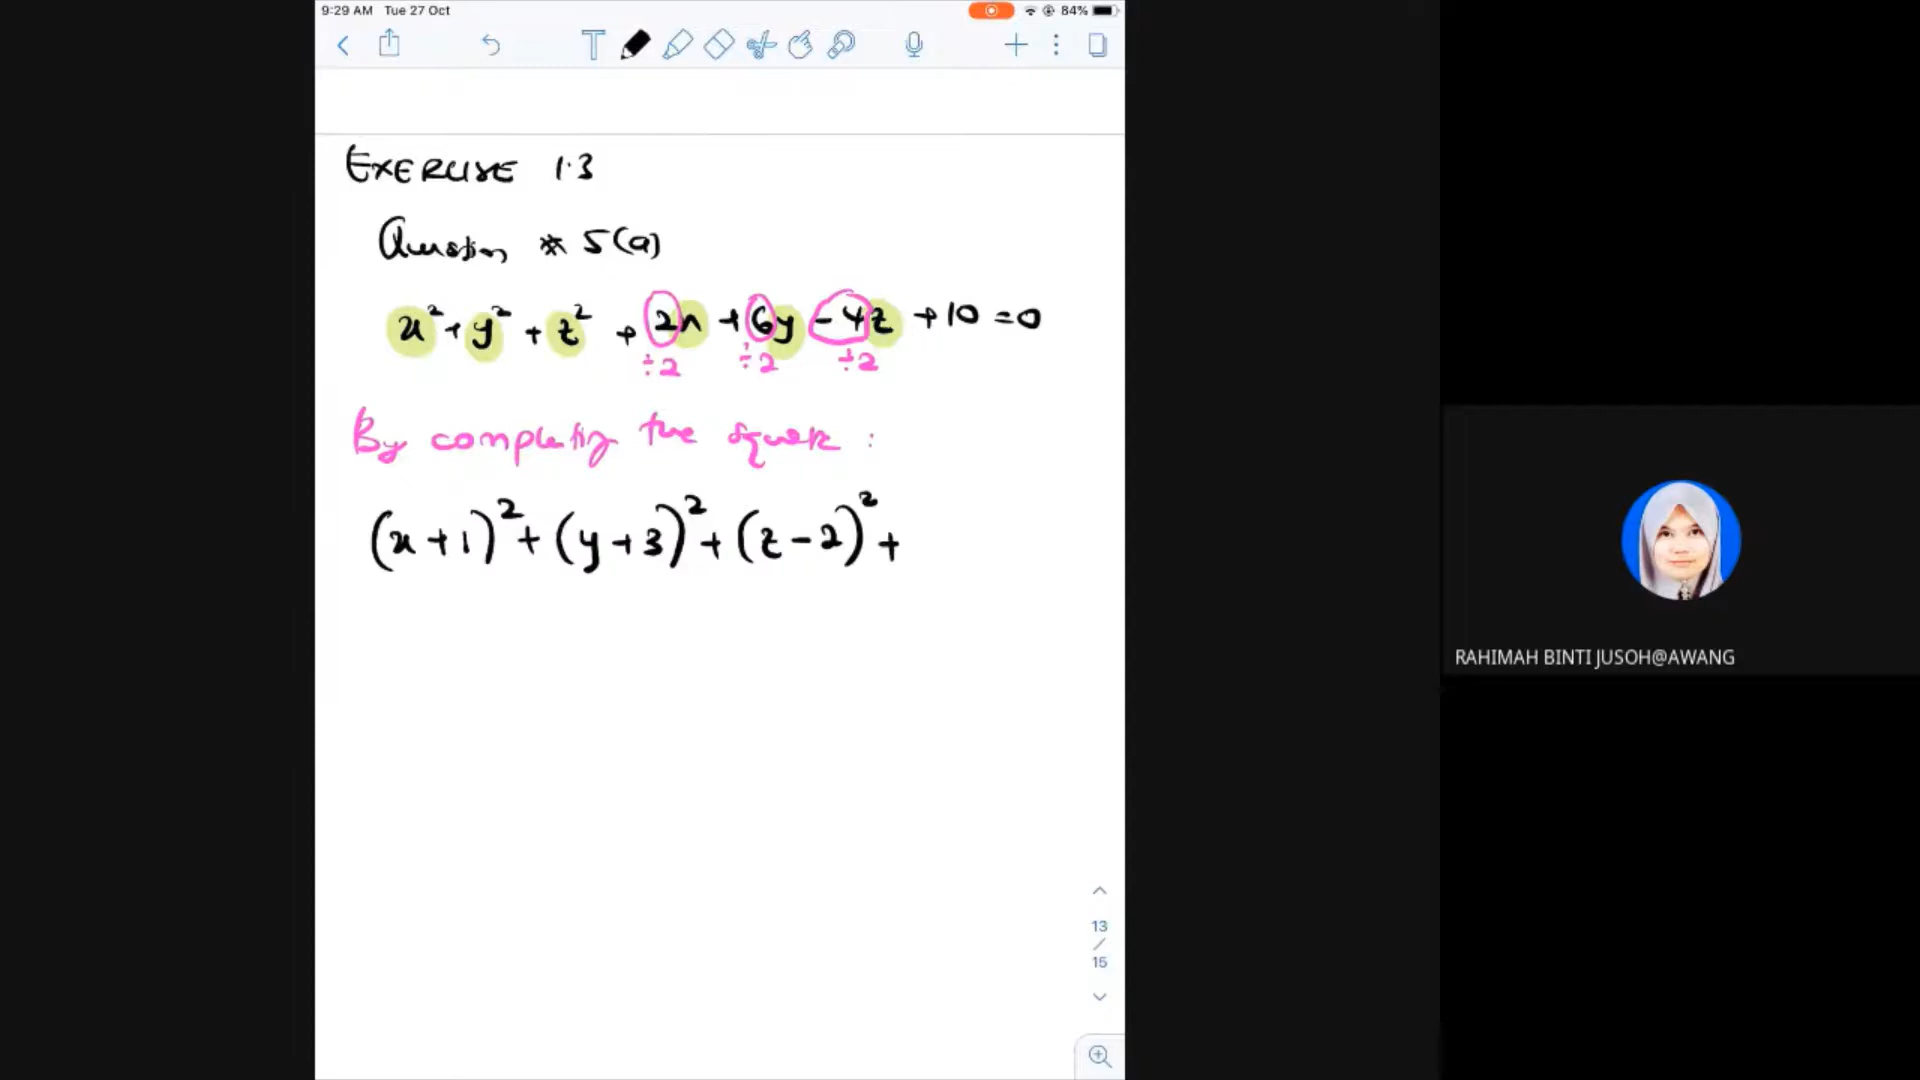 9:29 AM Tue 27 Oct 84%
T
EXERCISE 1.3
Question * 5(a)
x² + y² + z² + 2x + 6y - 4z + 10 = 0
÷2 ÷2 ÷2
By completing the square :
(x+1)² + (y+3)² + (z-2)² +
RAHIMAH BINTI JUSOH@AWANG
13
/
15